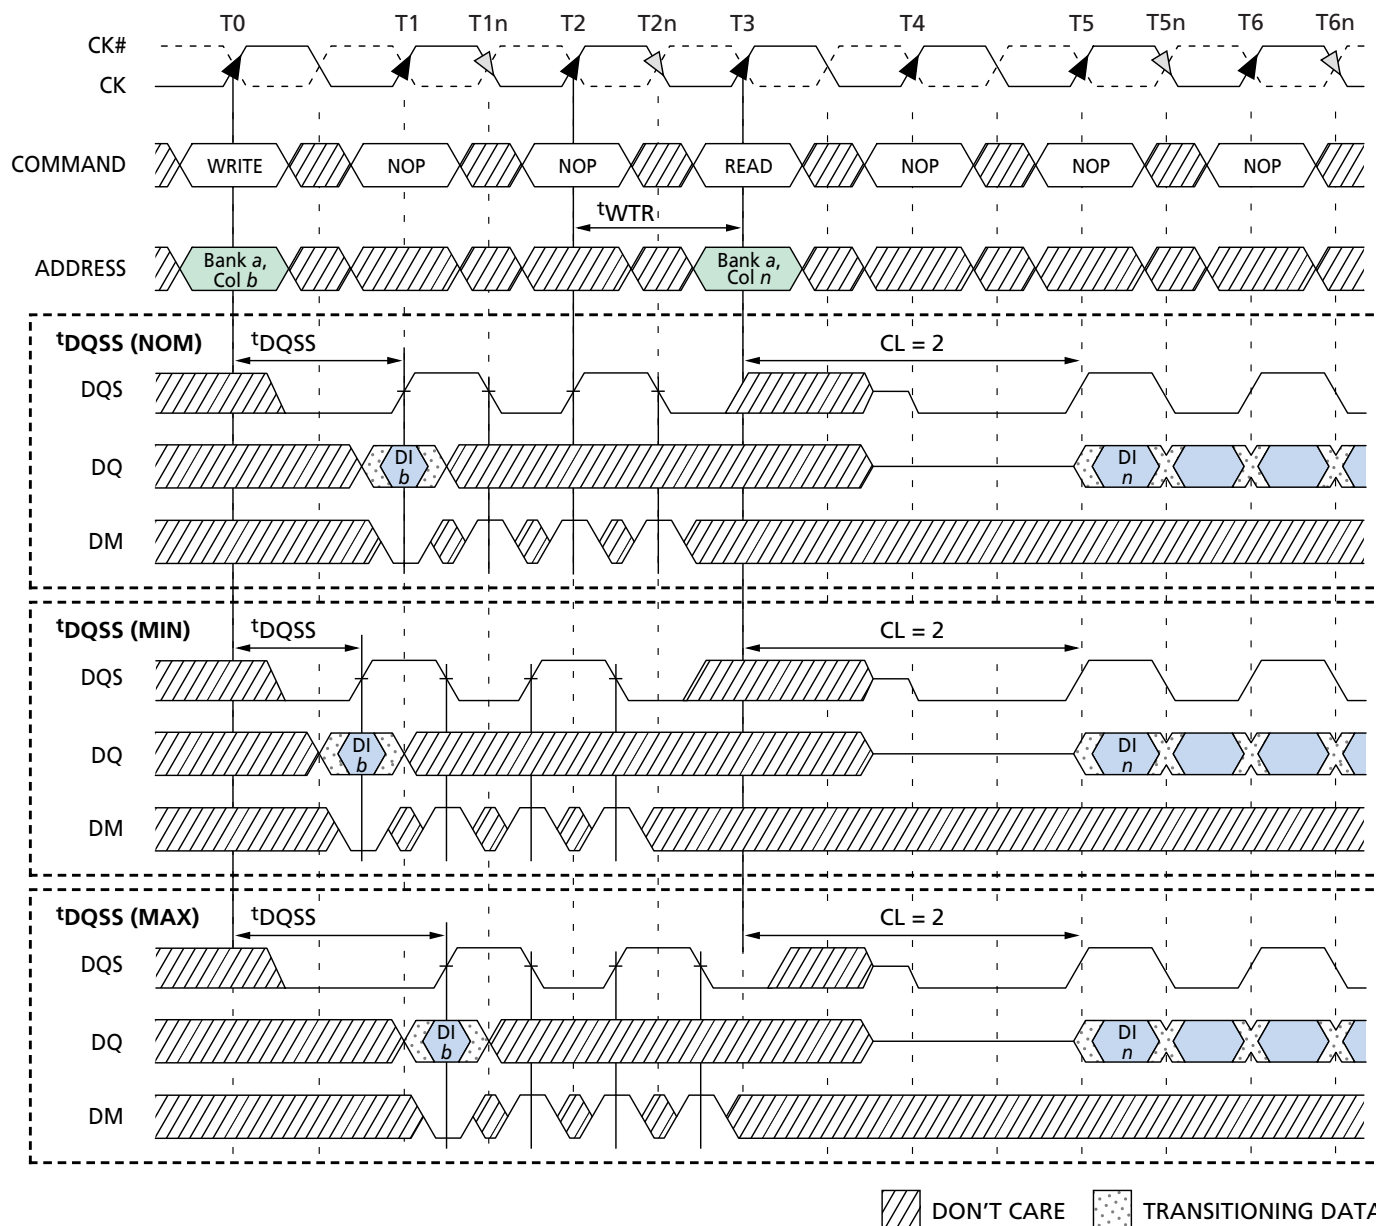 T0 T1 T1n T2 T2n T3 T4 T5 T5n T6 T6n
CK#
CK
COMMAND WRITE NOP NOP READ NOP NOP NOP
tWTR
ADDRESS Bank a, Col b Bank a, Col n
tDQSS (NOM) tDQSS CL = 2
DQS
DQ DI b DI n
DM
tDQSS (MIN) tDQSS CL = 2
DQS
DQ DI b DI n
DM
tDQSS (MAX) tDQSS CL = 2
DQS
DQ DI b DI n
DM
DON'T CARE TRANSITIONING DATA